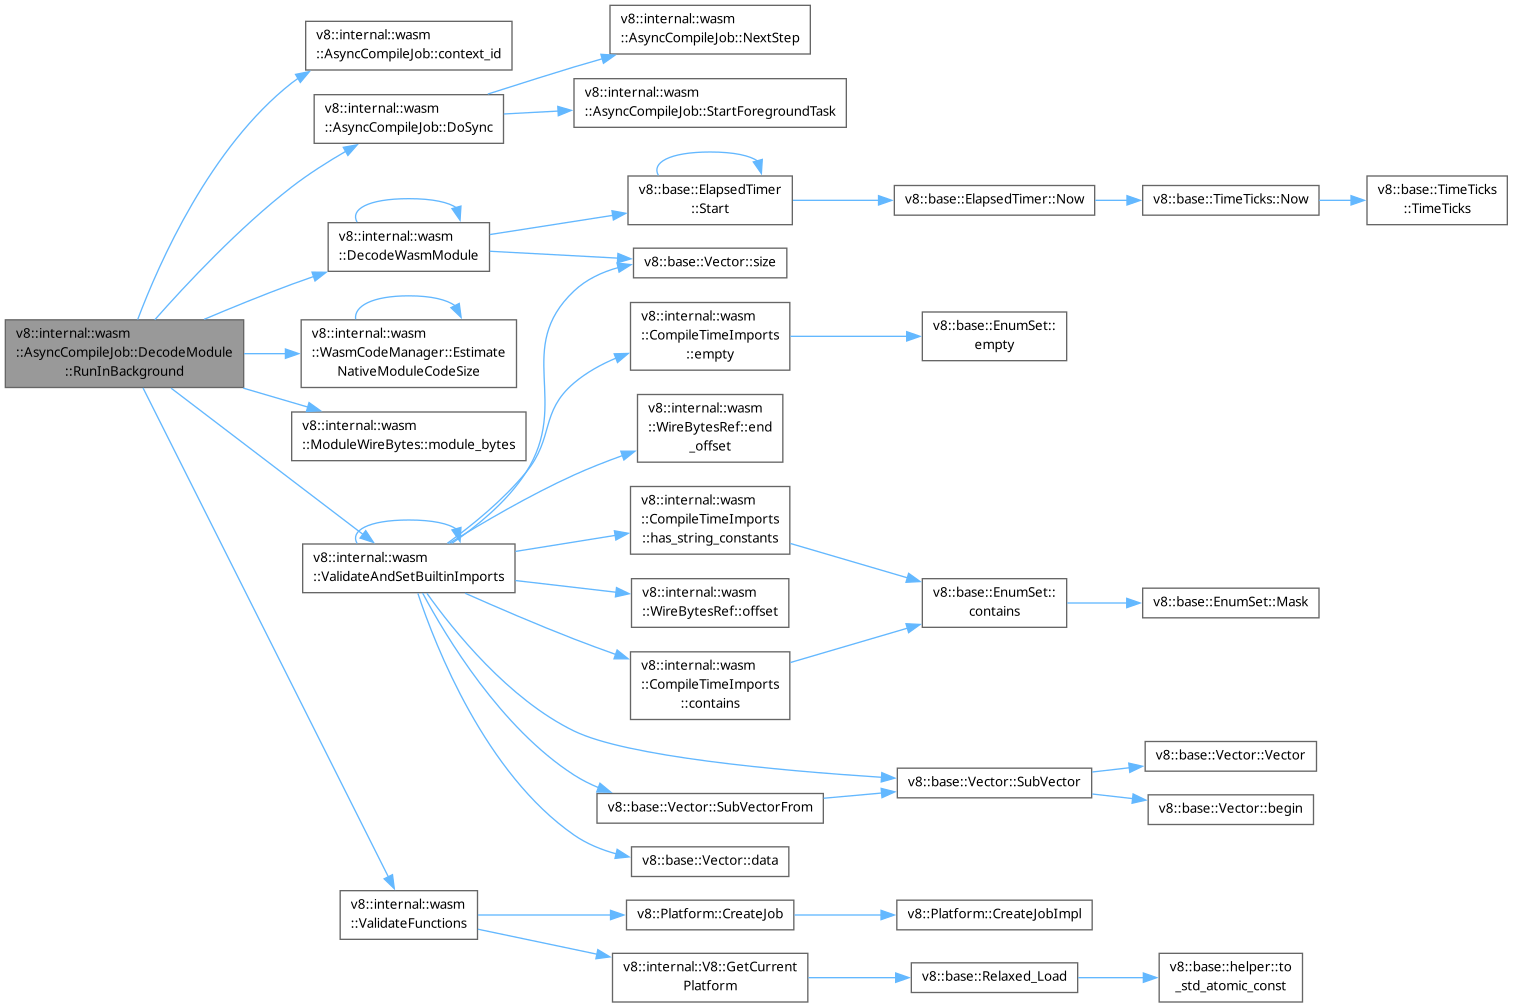 v8::internal::wasm
::AsyncCompileJob::DecodeModule
::RunInBackground
v8::internal::wasm
::AsyncCompileJob::context_id
v8::internal::wasm
::AsyncCompileJob::DoSync
v8::internal::wasm
::AsyncCompileJob::NextStep
v8::internal::wasm
::AsyncCompileJob::StartForegroundTask
v8::internal::wasm
::DecodeWasmModule
v8::base::ElapsedTimer
::Start
v8::base::ElapsedTimer::Now
v8::base::TimeTicks::Now
v8::base::TimeTicks
::TimeTicks
v8::base::Vector::size
v8::internal::wasm
::WasmCodeManager::Estimate
NativeModuleCodeSize
v8::internal::wasm
::ModuleWireBytes::module_bytes
v8::internal::wasm
::ValidateAndSetBuiltinImports
v8::internal::wasm
::CompileTimeImports
::empty
v8::base::EnumSet::
empty
v8::internal::wasm
::WireBytesRef::end
_offset
v8::internal::wasm
::CompileTimeImports
::has_string_constants
v8::base::EnumSet::
contains
v8::base::EnumSet::Mask
v8::internal::wasm
::WireBytesRef::offset
v8::internal::wasm
::CompileTimeImports
::contains
v8::base::Vector::SubVector
v8::base::Vector::Vector
v8::base::Vector::begin
v8::base::Vector::SubVectorFrom
v8::base::Vector::data
v8::internal::wasm
::ValidateFunctions
v8::Platform::CreateJob
v8::Platform::CreateJobImpl
v8::internal::V8::GetCurrent
Platform
v8::base::Relaxed_Load
v8::base::helper::to
_std_atomic_const